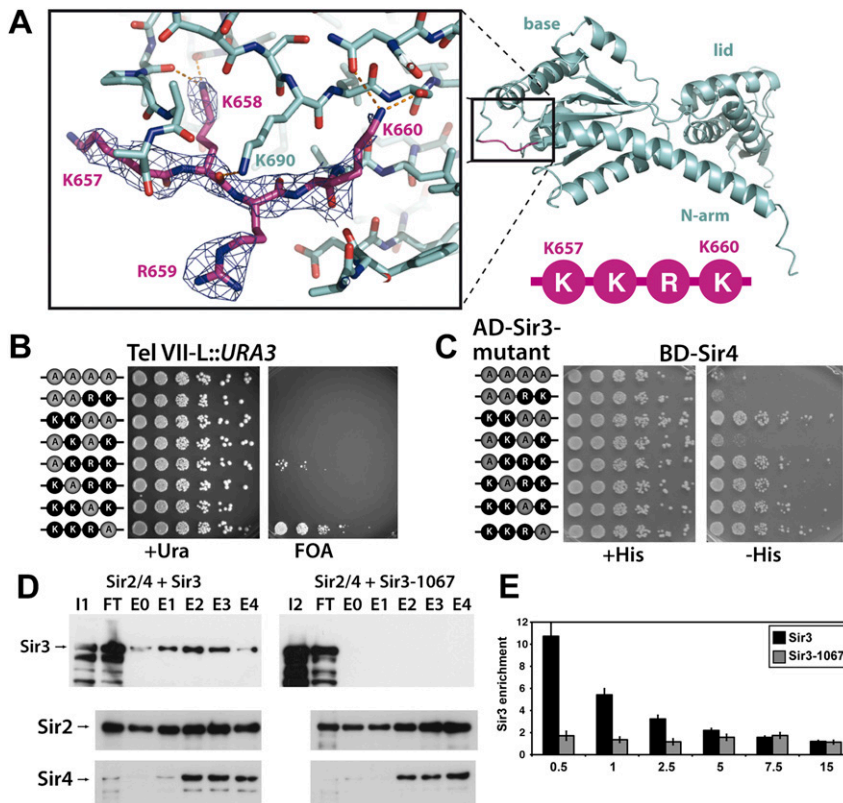 A
K658
K660
K690
K657
R659
base
lid
N-arm
K657 K660
K K R K
B
Tel VII-L::URA3
A A A A
A A R K
K K A A
A K A K
A K R K
K A R K
K K A K
K K R A
+Ura FOA
C
AD-Sir3-
mutant
BD-Sir4
A A A A
A A R K
K K A A
A K A K
A K R K
K A R K
K K A K
K K R A
+His -His
D
Sir2/4 + Sir3
I1 FT E0 E1 E2 E3 E4
Sir2/4 + Sir3-1067
I2 FT E0 E1 E2 E3 E4
Sir3→
Sir2→
Sir4→
E
Sir3 enrichment
12
10
8
6
4
2
0
Sir3
Sir3-1067
0.5 1 2.5 5 7.5 15